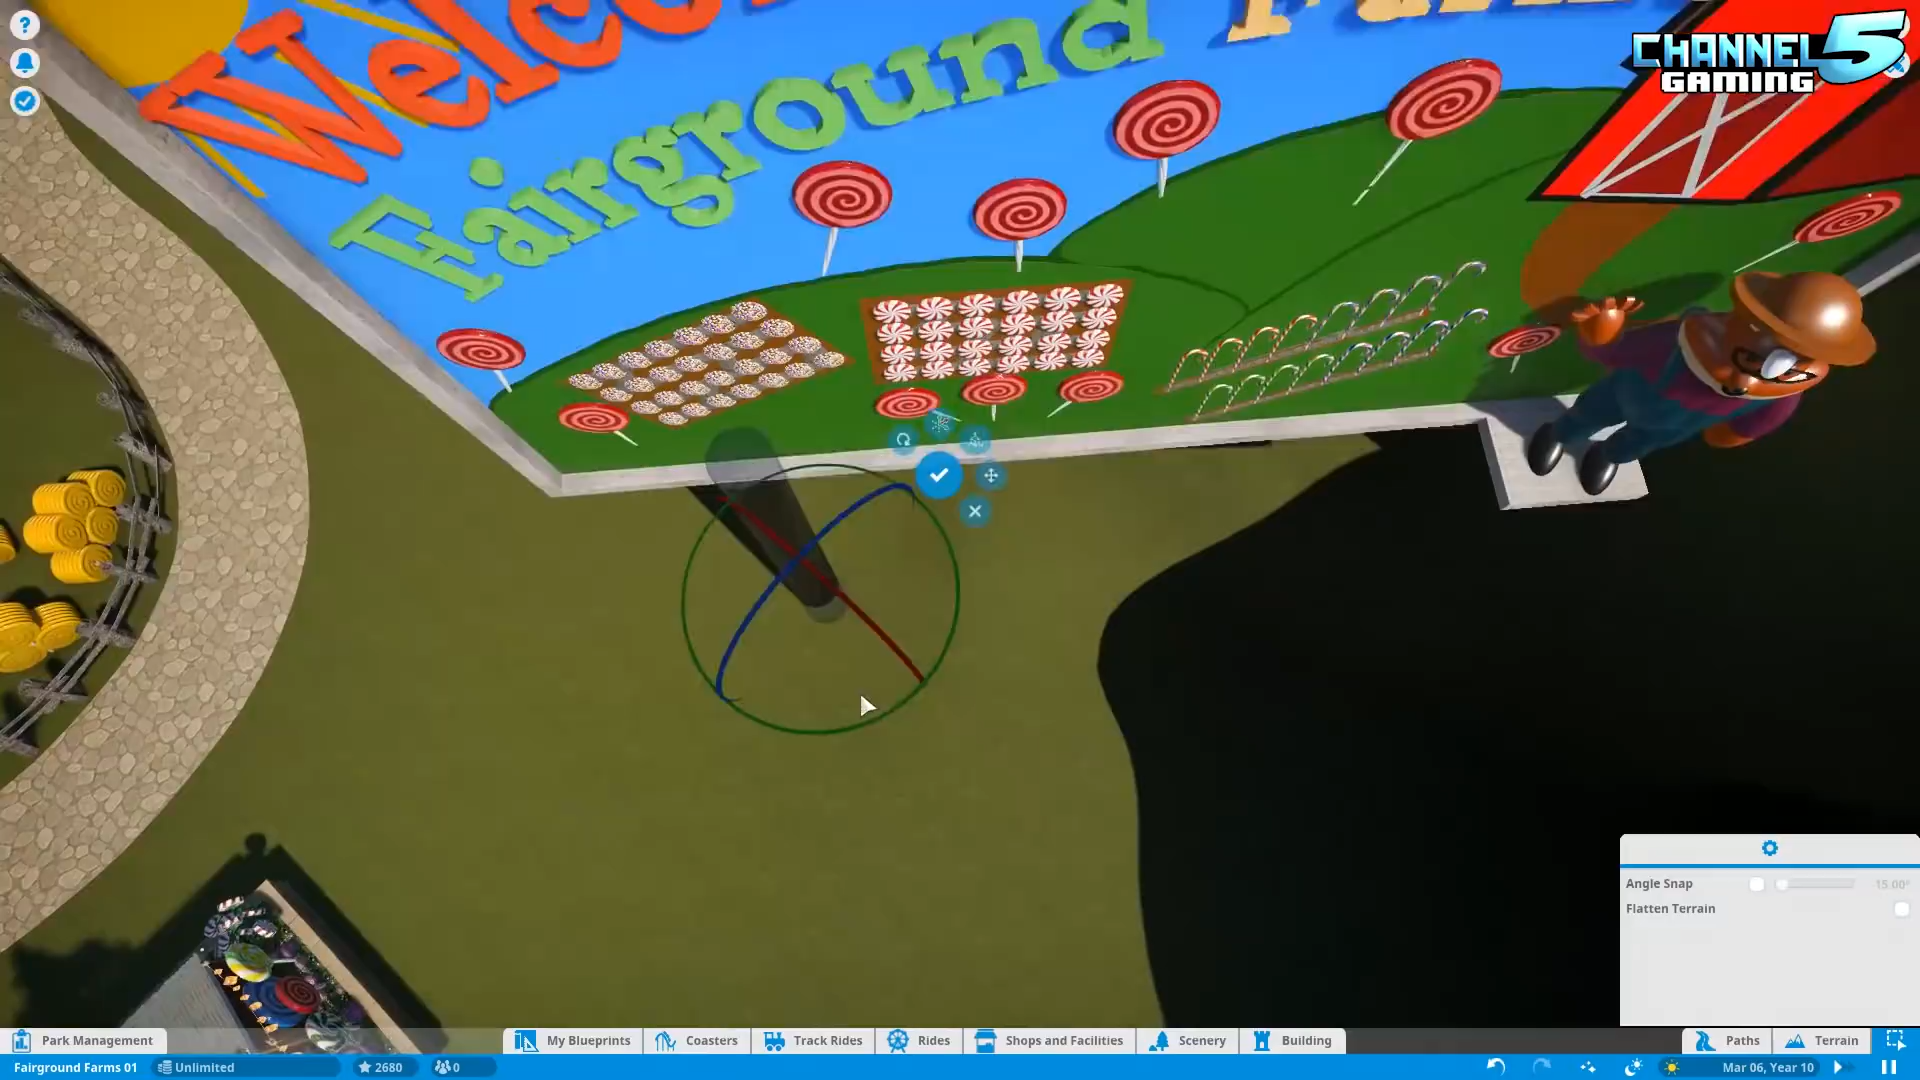 Welco
Fairground
CHANNEL 5
GAMING
Angle Snap
15.00°
Flatten Terrain
Park Management
My Blueprints
Coasters
Track Rides
Rides
Shops and Facilities
Scenery
Building
Paths
Terrain
Fairground Farms 01
Unlimited
2680
0
Mar 06, Year 10